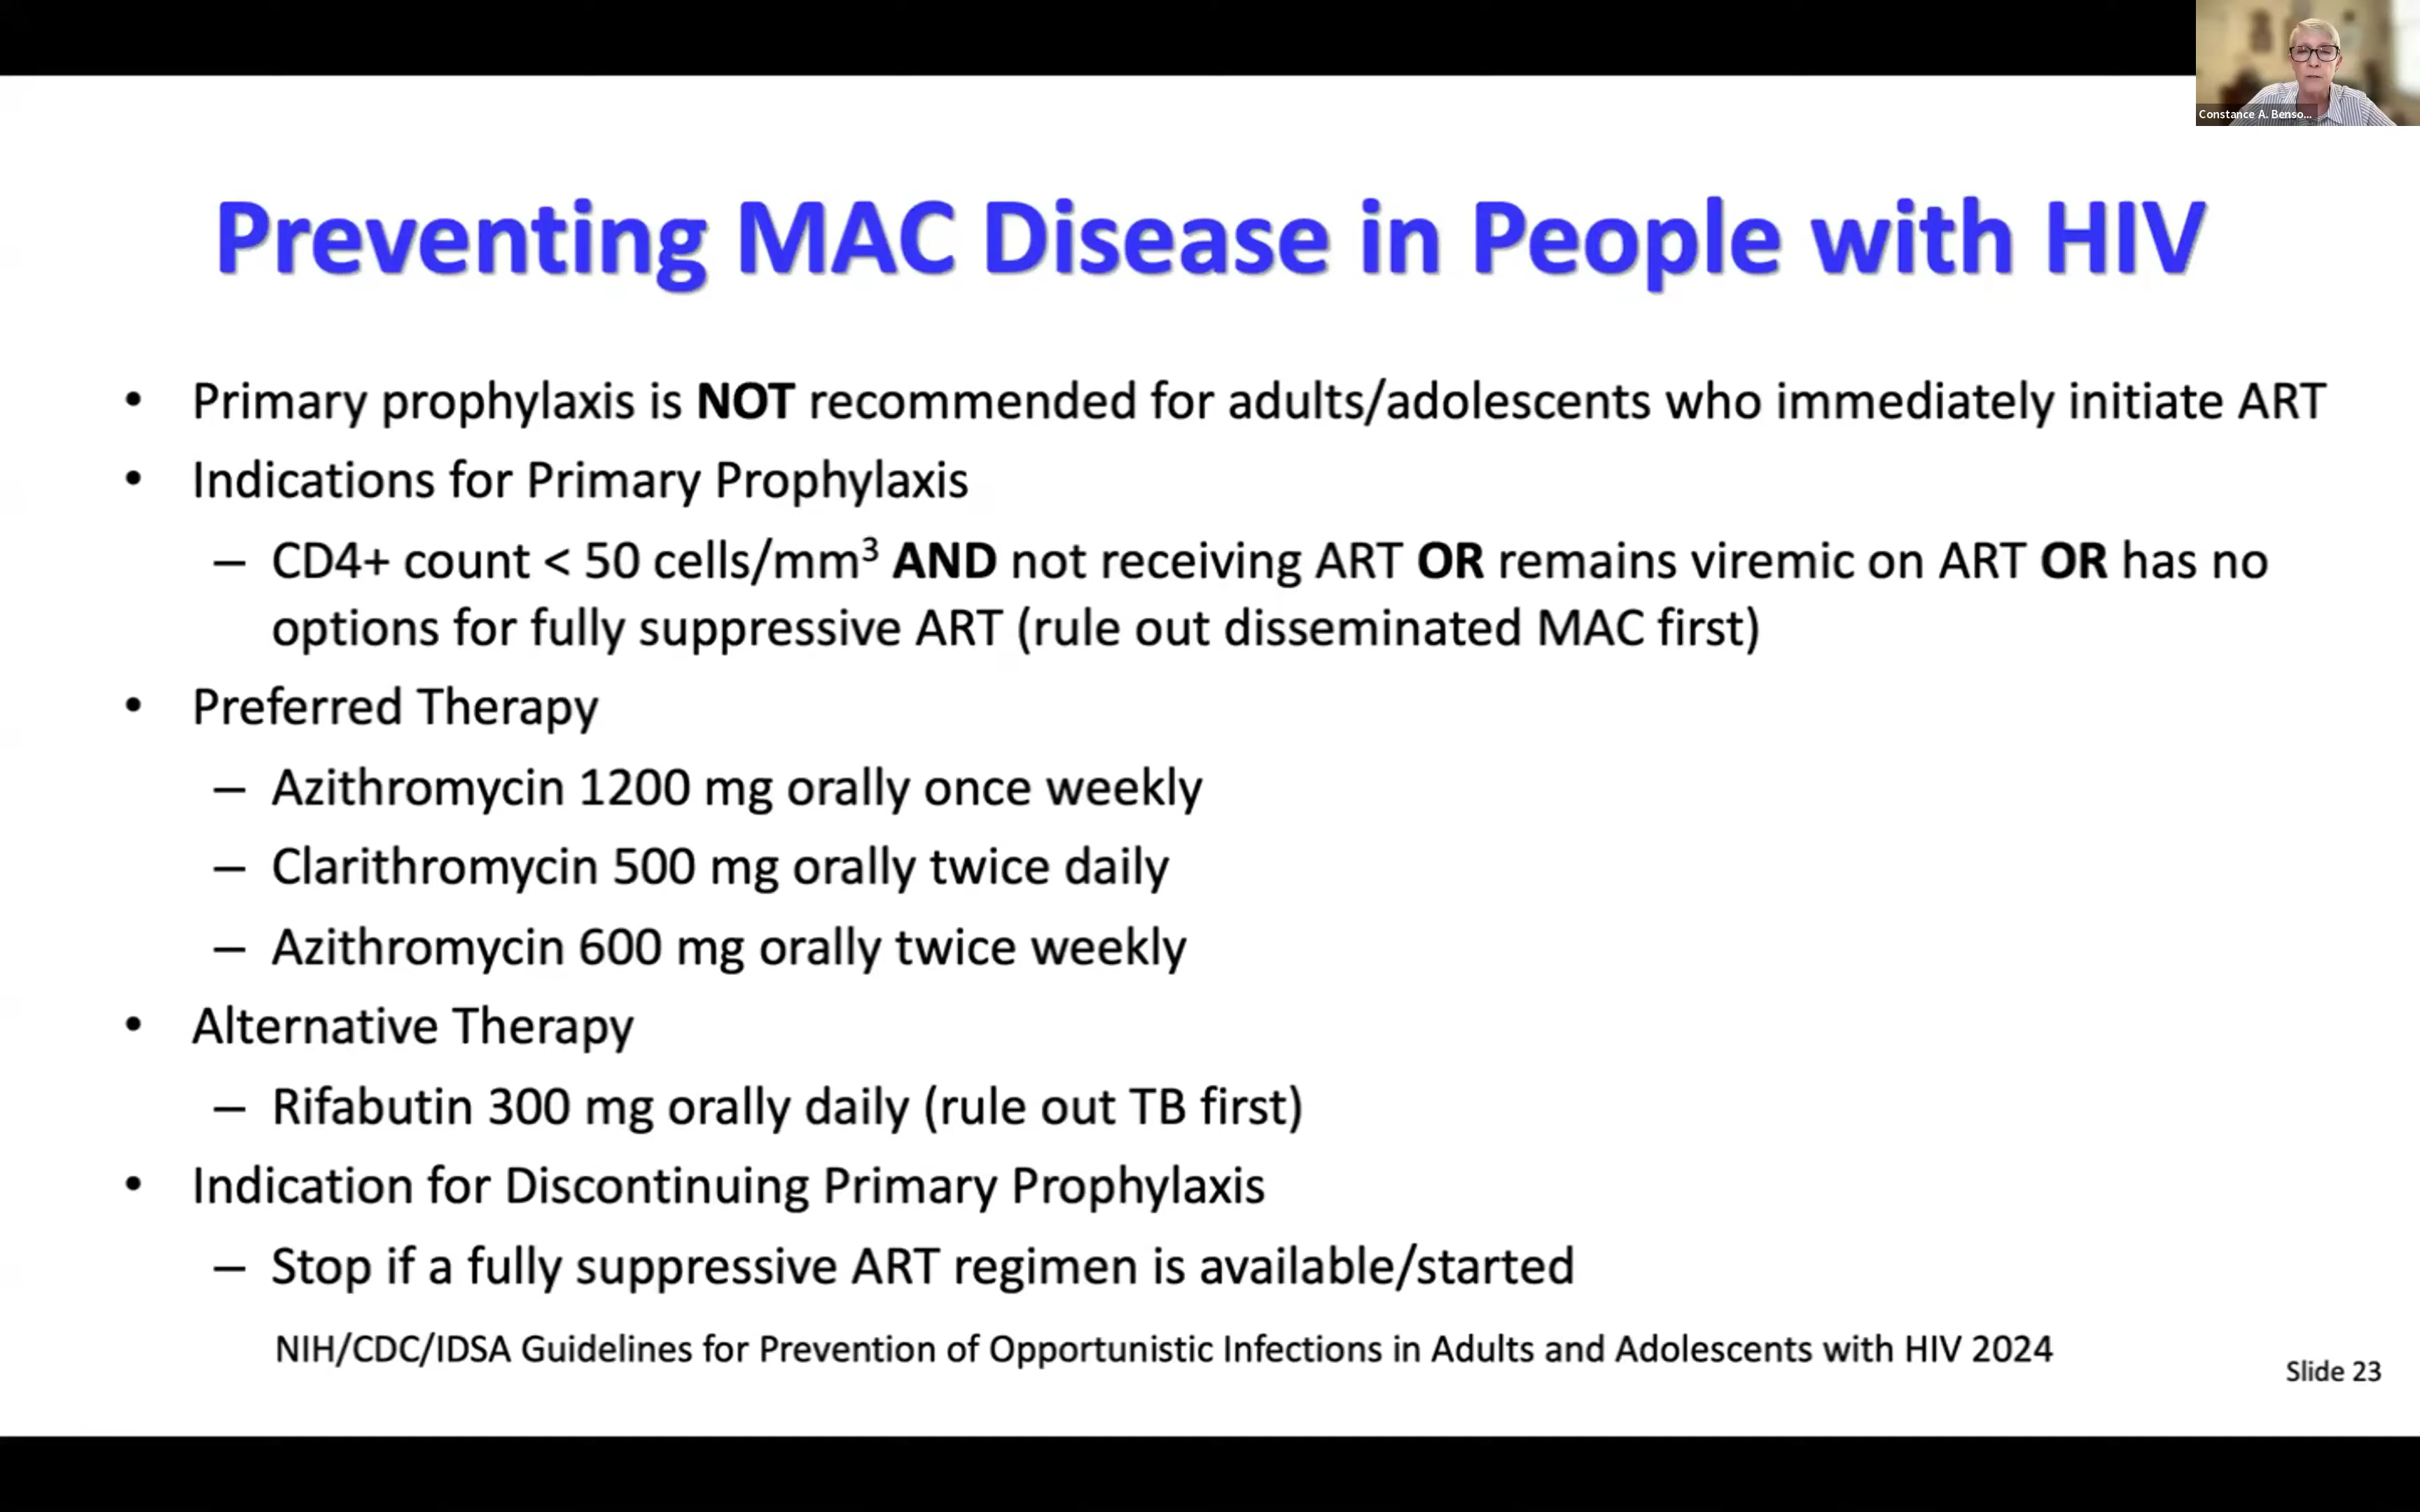 Constance A. Benso...
Preventing MAC Disease in People with HIV
• Primary prophylaxis is NOT recommended for adults/adolescents who immediately initiate ART
• Indications for Primary Prophylaxis
– CD4+ count < 50 cells/mm³ AND not receiving ART OR remains viremic on ART OR has no
options for fully suppressive ART (rule out disseminated MAC first)
• Preferred Therapy
– Azithromycin 1200 mg orally once weekly
– Clarithromycin 500 mg orally twice daily
– Azithromycin 600 mg orally twice weekly
• Alternative Therapy
– Rifabutin 300 mg orally daily (rule out TB first)
• Indication for Discontinuing Primary Prophylaxis
– Stop if a fully suppressive ART regimen is available/started
NIH/CDC/IDSA Guidelines for Prevention of Opportunistic Infections in Adults and Adolescents with HIV 2024
Slide 23